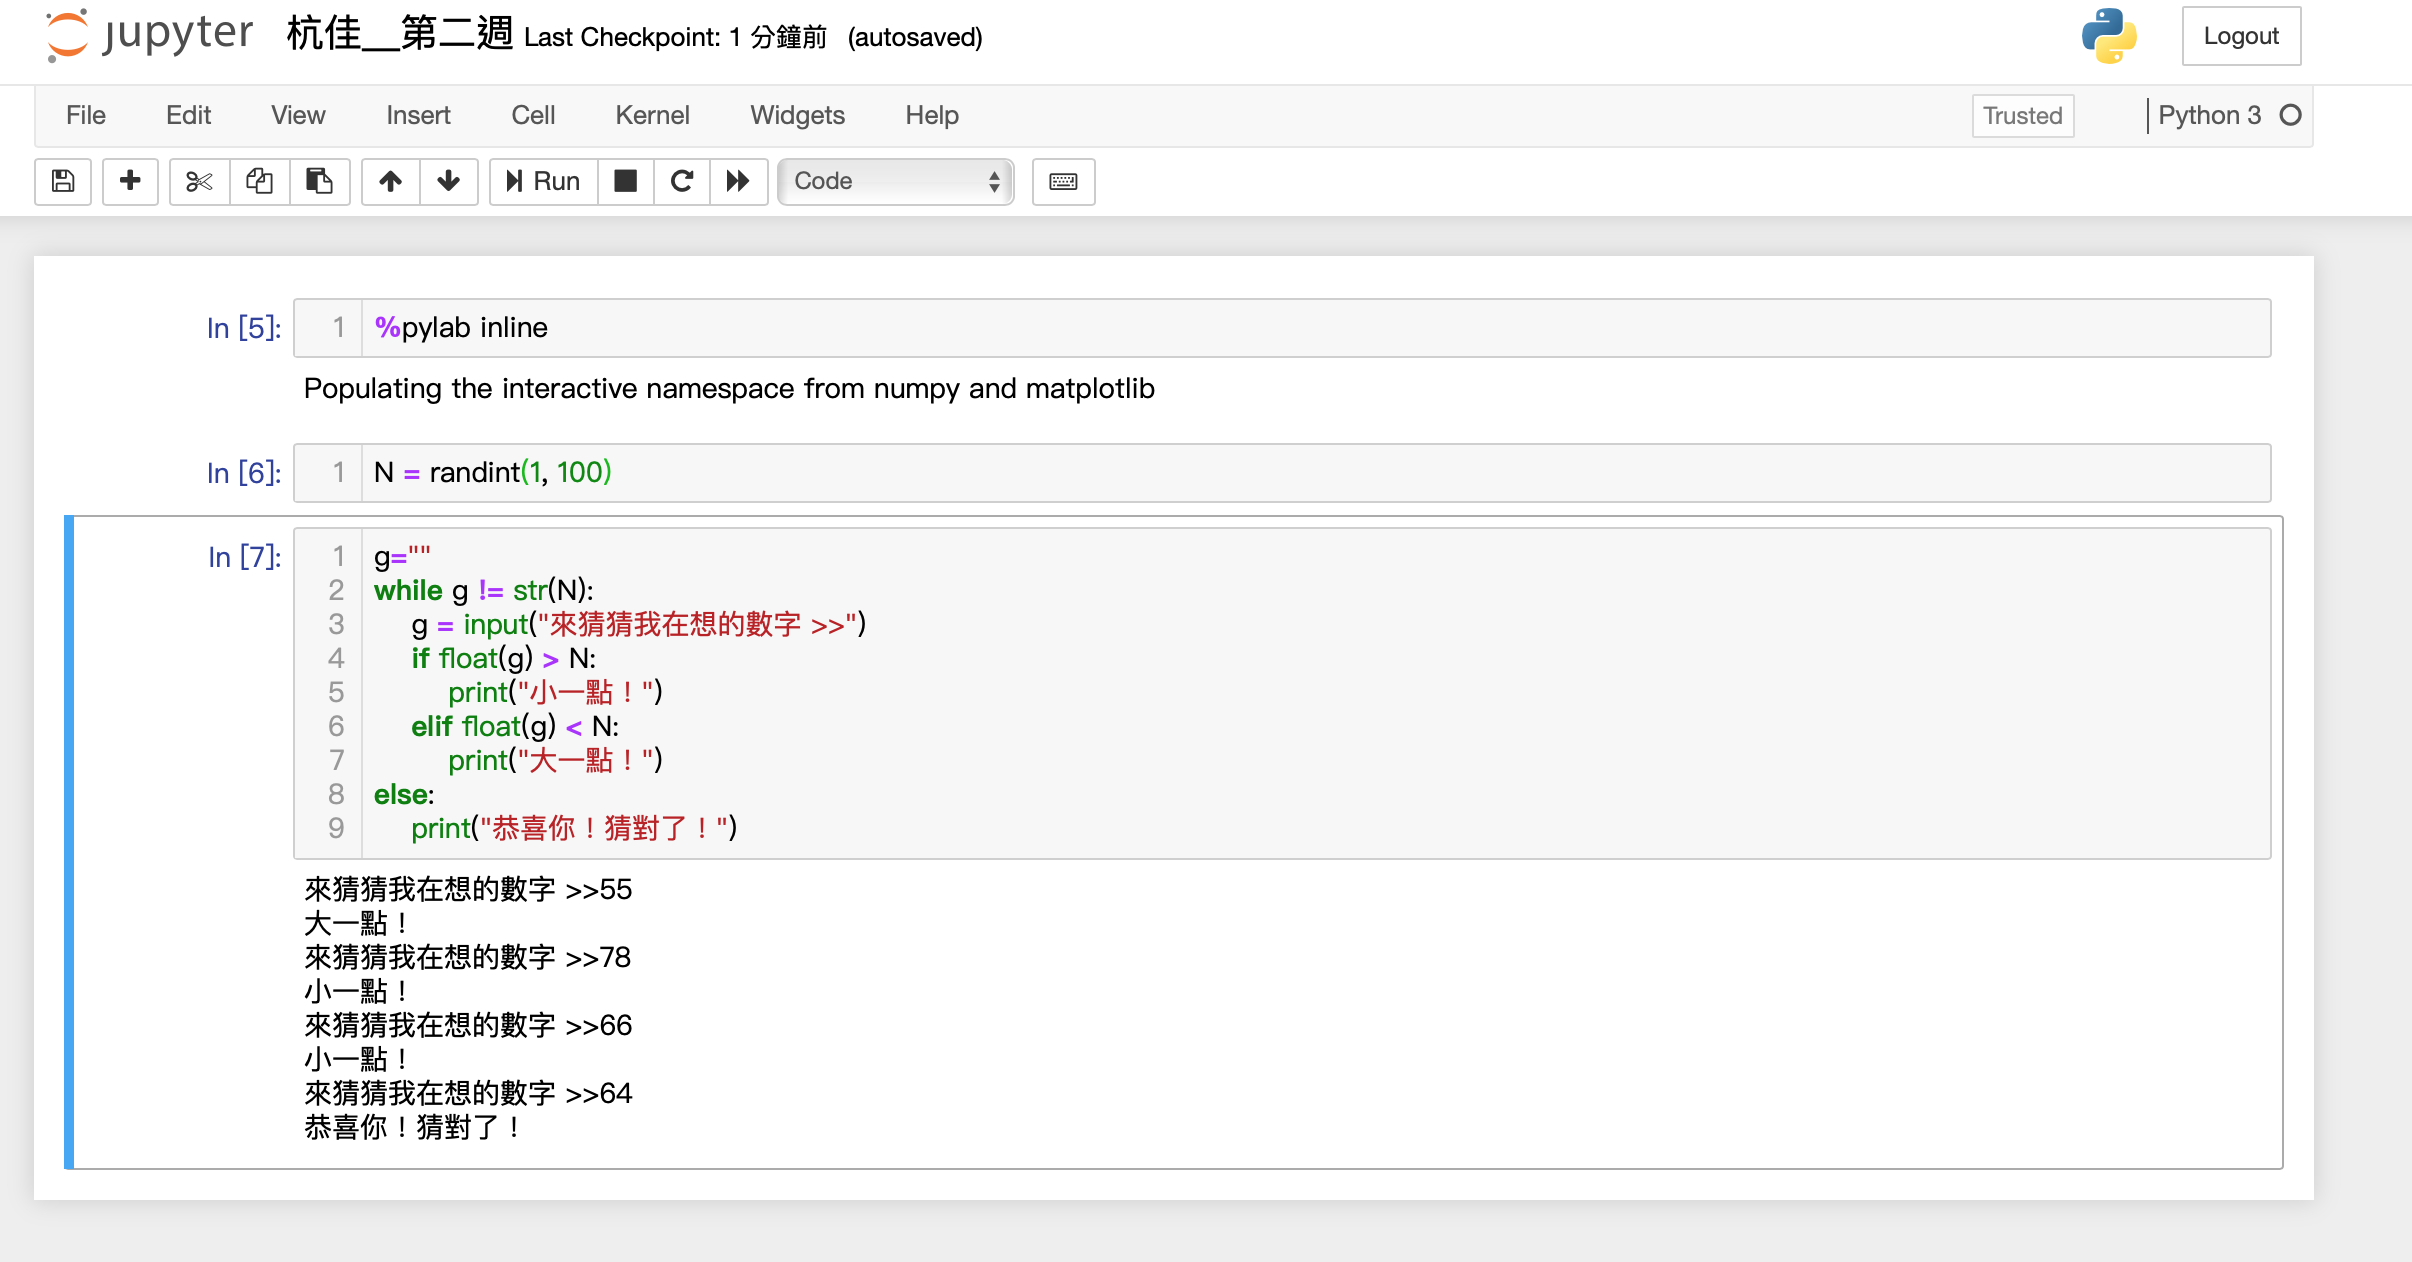 jupyter 杭佳__第二週 Last Checkpoint: 1 分鐘前 (autosaved) Logout
File Edit View Insert Cell Kernel Widgets Help Trusted Python 3
Run Code
In [5]: 1 %pylab inline
Populating the interactive namespace from numpy and matplotlib
In [6]: 1 N = randint(1, 100)
In [7]: 1 g=""
2 while g != str(N):
3     g = input("來猜猜我在想的數字 >>")
4     if float(g) > N:
5         print("小一點！")
6     elif float(g) < N:
7         print("大一點！")
8 else:
9     print("恭喜你！猜對了！")
來猜猜我在想的數字 >>55
大一點！
來猜猜我在想的數字 >>78
小一點！
來猜猜我在想的數字 >>66
小一點！
來猜猜我在想的數字 >>64
恭喜你！猜對了！